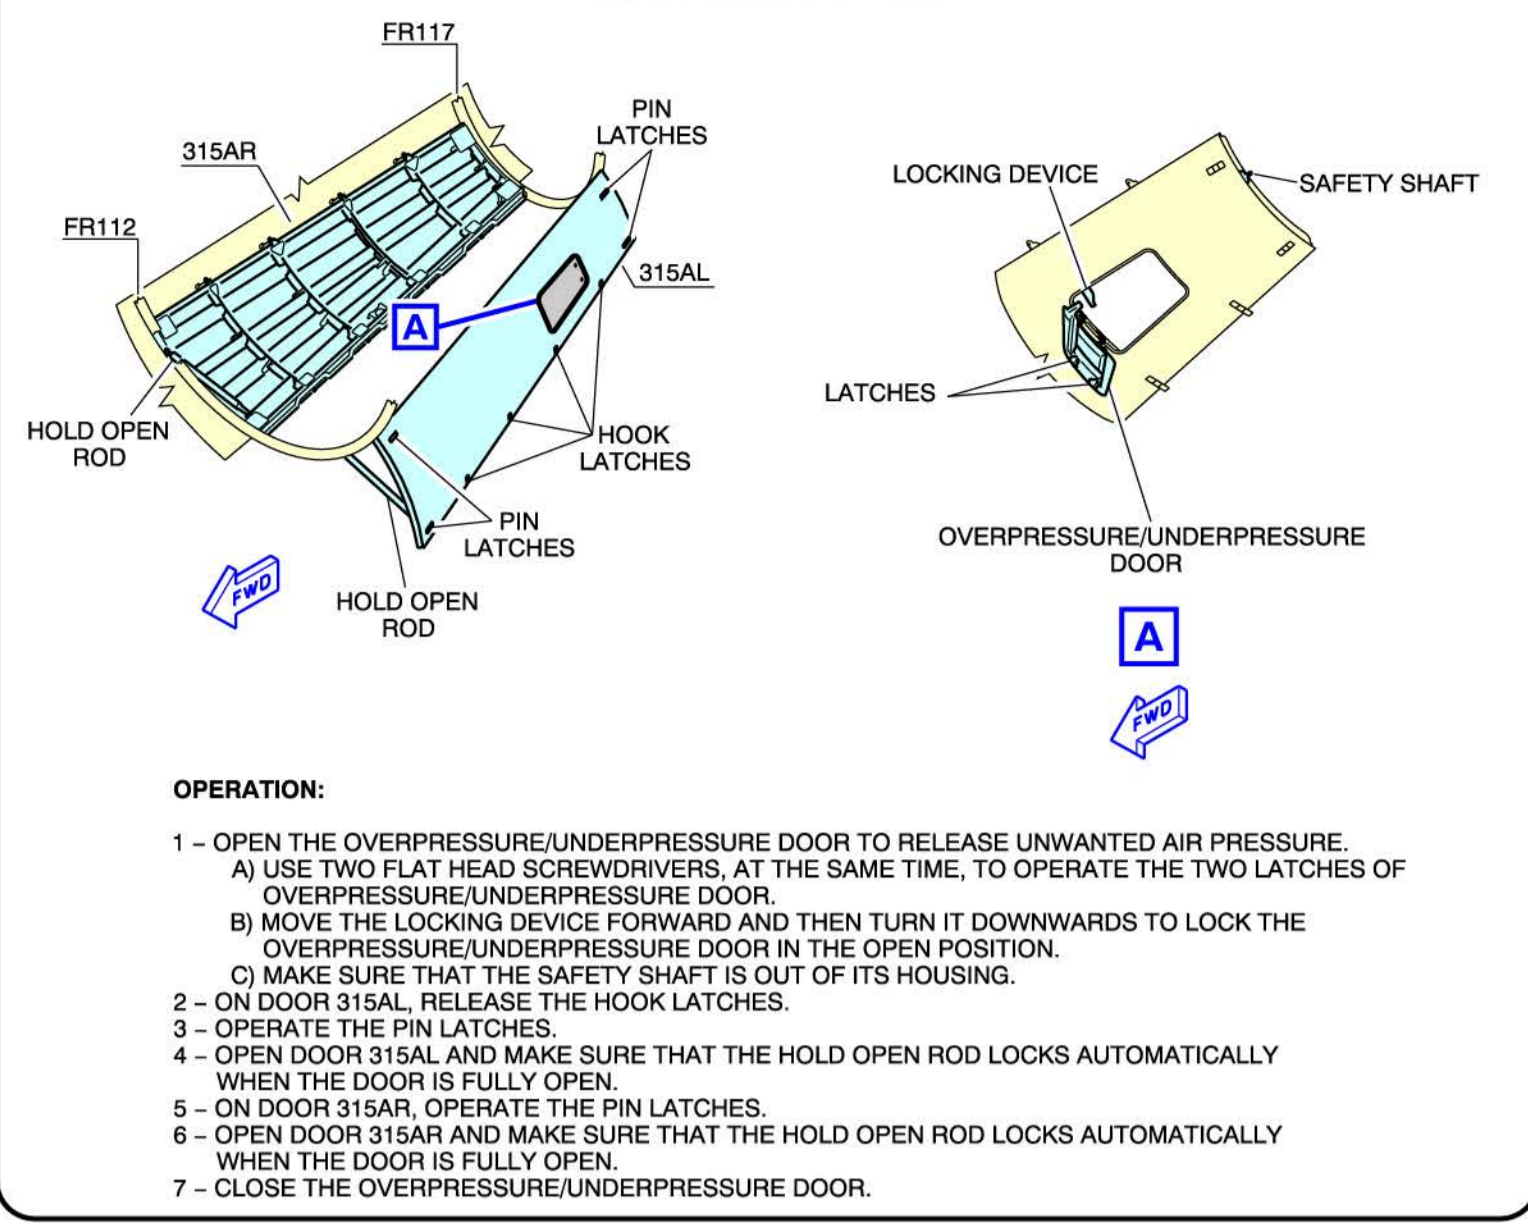 FR117
PIN
LATCHES
315AR
FR112
315AL
A
HOLD OPEN
ROD
HOOK
LATCHES
PIN
LATCHES
FWD
HOLD OPEN
ROD
LOCKING DEVICE
SAFETY SHAFT
LATCHES
OVERPRESSURE/UNDERPRESSURE
DOOR
A
FWD
OPERATION:
1 – OPEN THE OVERPRESSURE/UNDERPRESSURE DOOR TO RELEASE UNWANTED AIR PRESSURE.
A) USE TWO FLAT HEAD SCREWDRIVERS, AT THE SAME TIME, TO OPERATE THE TWO LATCHES OF
OVERPRESSURE/UNDERPRESSURE DOOR.
B) MOVE THE LOCKING DEVICE FORWARD AND THEN TURN IT DOWNWARDS TO LOCK THE
OVERPRESSURE/UNDERPRESSURE DOOR IN THE OPEN POSITION.
C) MAKE SURE THAT THE SAFETY SHAFT IS OUT OF ITS HOUSING.
2 – ON DOOR 315AL, RELEASE THE HOOK LATCHES.
3 – OPERATE THE PIN LATCHES.
4 – OPEN DOOR 315AL AND MAKE SURE THAT THE HOLD OPEN ROD LOCKS AUTOMATICALLY
WHEN THE DOOR IS FULLY OPEN.
5 – ON DOOR 315AR, OPERATE THE PIN LATCHES.
6 – OPEN DOOR 315AR AND MAKE SURE THAT THE HOLD OPEN ROD LOCKS AUTOMATICALLY
WHEN THE DOOR IS FULLY OPEN.
7 – CLOSE THE OVERPRESSURE/UNDERPRESSURE DOOR.